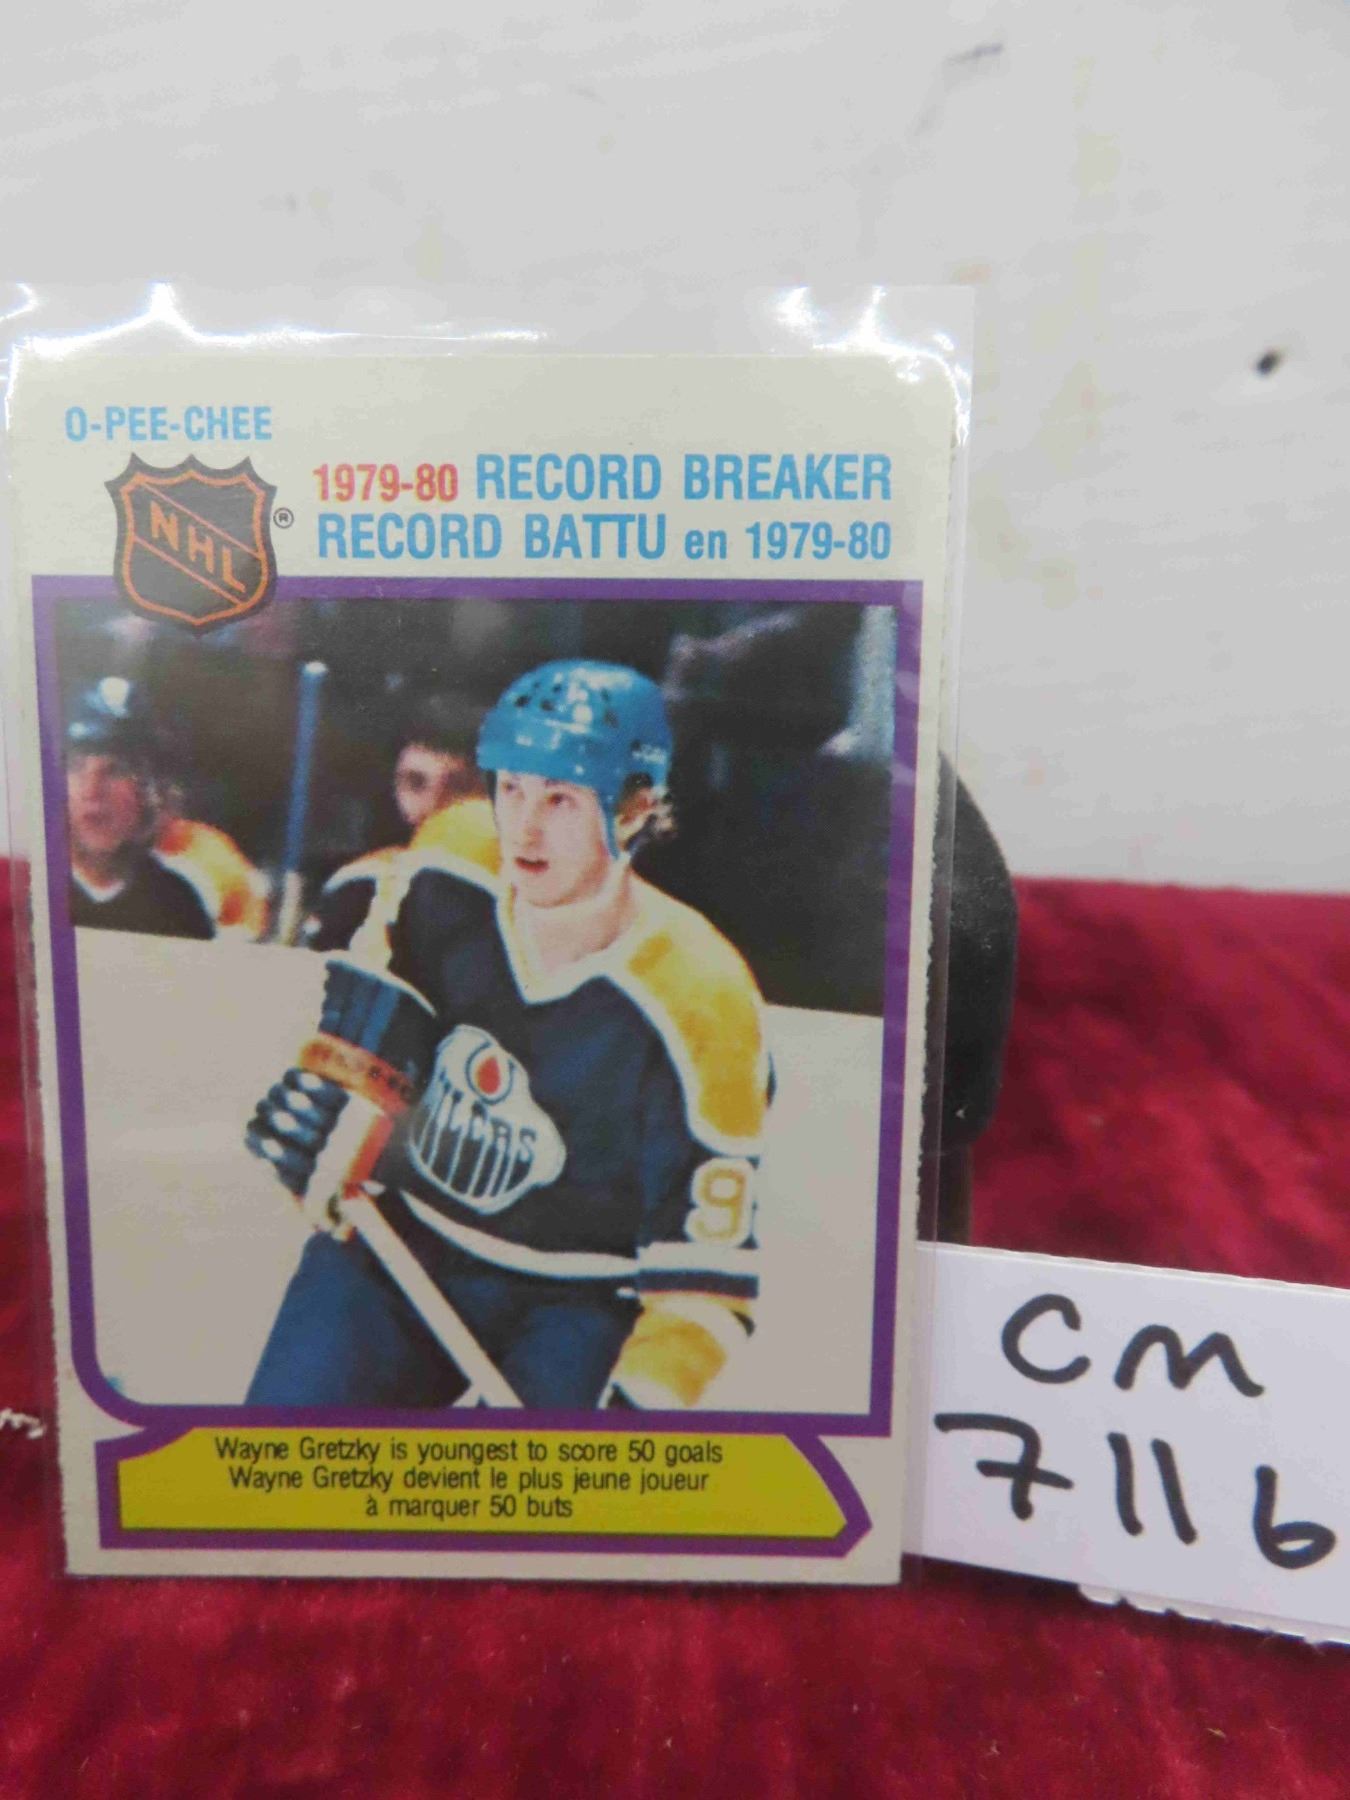 O-PEE-CHEE
1979-80 RECORD BREAKER
RECORD BATTU en 1979-80
NHL ®
OILERS
9
Wayne Gretzky is youngest to score 50 goals
Wayne Gretzky devient le plus jeune joueur
à marquer 50 buts
CM
7116